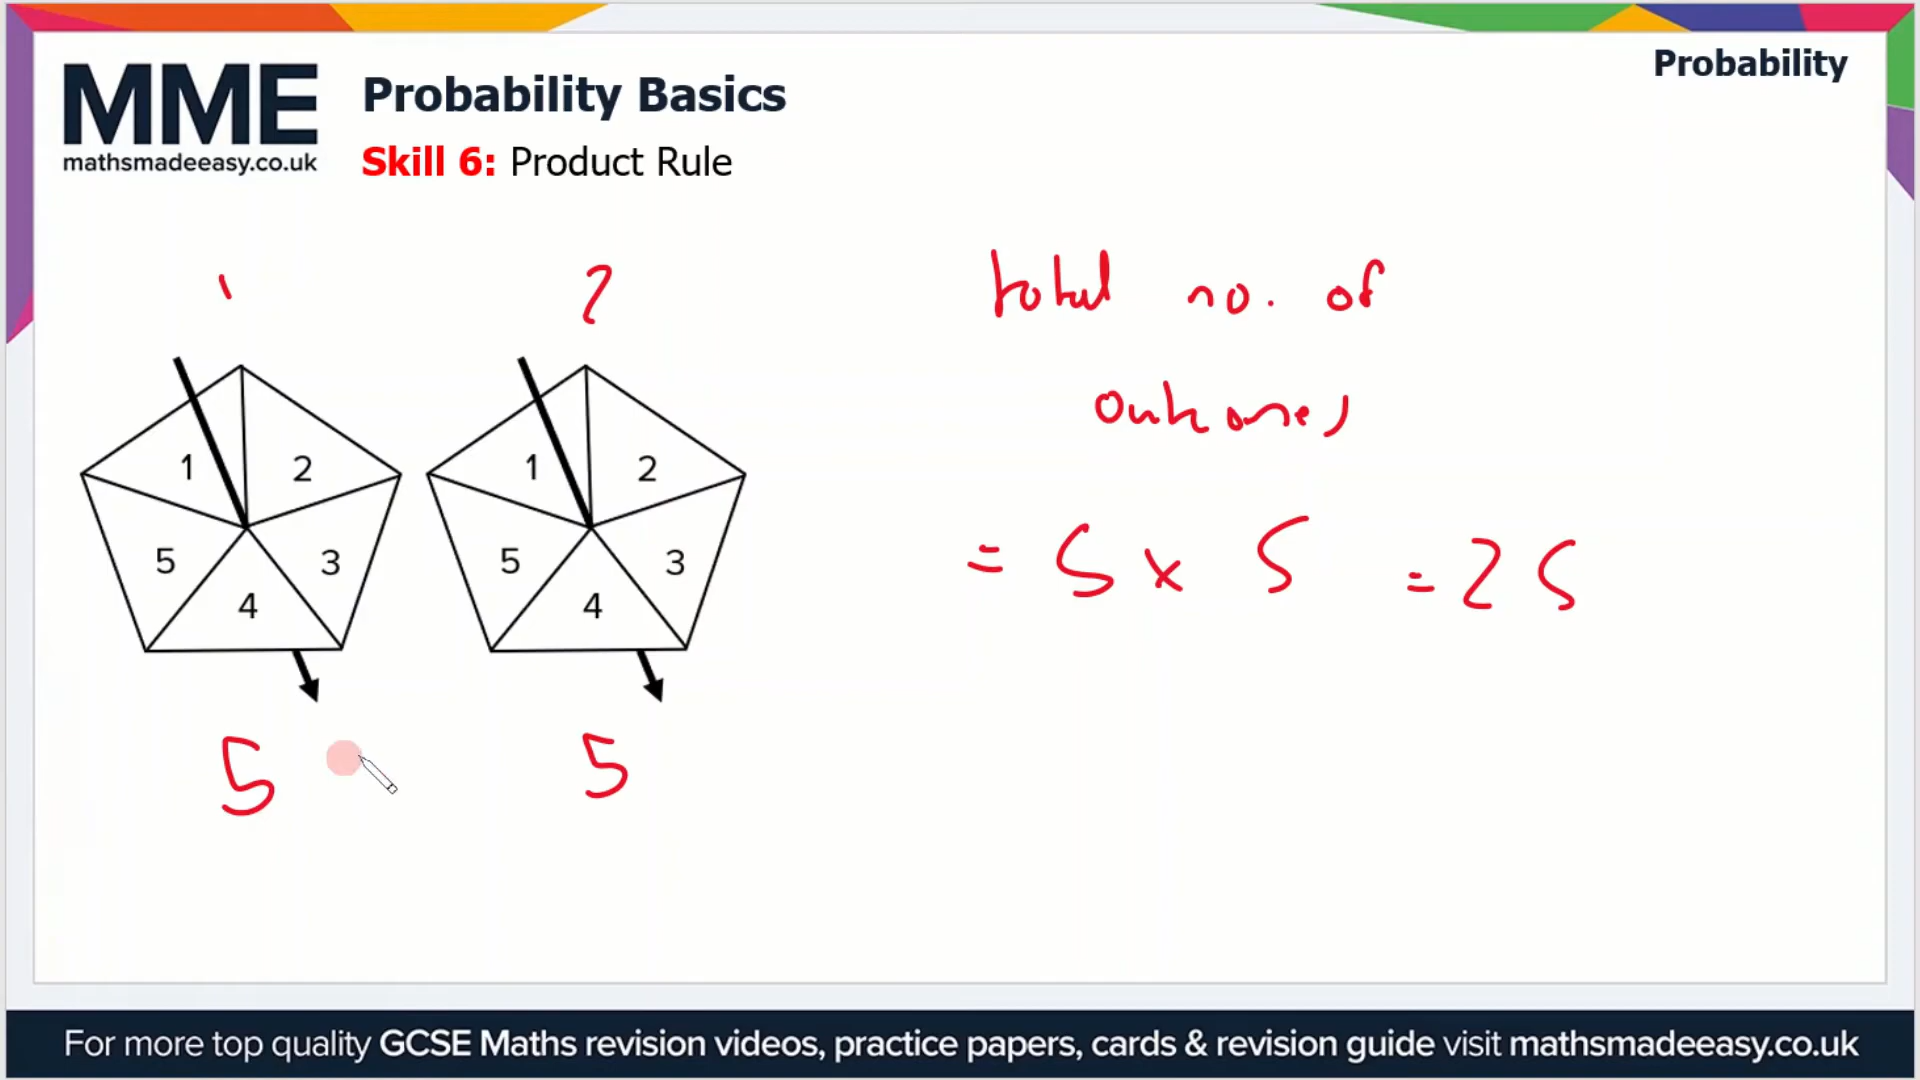 MME
mathsmadeeasy.co.uk
Probability Basics
Skill 6: Product Rule
Probability
1 2
total no. of
outcomes
= 5 x 5 = 25
1 2 3 4 5
1 2 3 4 5
5 5
For more top quality GCSE Maths revision videos, practice papers, cards & revision guide visit mathsmadeeasy.co.uk